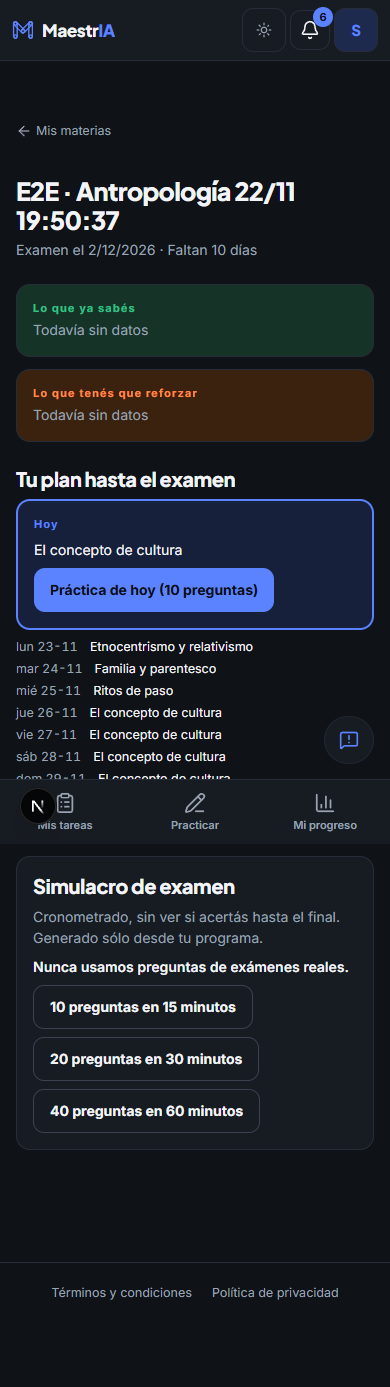 MaestrIA
6
S
Mis materias
E2E · Antropología 22/11
19:50:37
Examen el 2/12/2026 · Faltan 10 días
Lo que ya sabés
Todavía sin datos
Lo que tenés que reforzar
Todavía sin datos
Tu plan hasta el examen
Hoy
El concepto de cultura
Práctica de hoy (10 preguntas)
lun 23-11 Etnocentrismo y relativismo
mar 24-11 Familia y parentesco
mié 25-11 Ritos de paso
jue 26-11 El concepto de cultura
vie 27-11 El concepto de cultura
sáb 28-11 El concepto de cultura
dom 29-11 El concepto de cultura
N
Mis tareas Practicar Mi progreso
Simulacro de examen
Cronometrado, sin ver si acertás hasta el final.
Generado sólo desde tu programa.
Nunca usamos preguntas de exámenes reales.
10 preguntas en 15 minutos
20 preguntas en 30 minutos
40 preguntas en 60 minutos
Términos y condiciones Política de privacidad